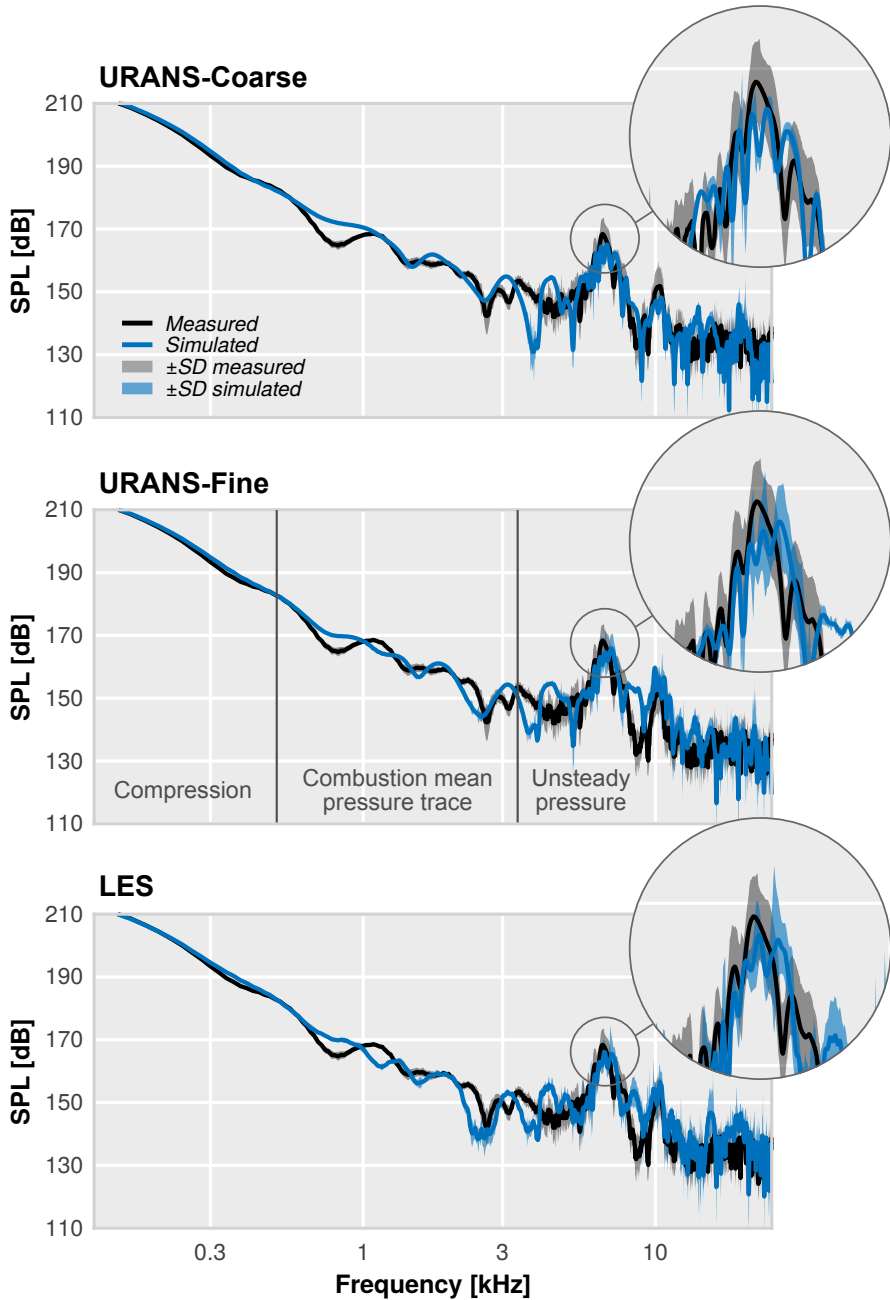 URANS-Coarse
210
190
170
150
130
110
SPL [dB]
Measured
Simulated
±SD measured
±SD simulated
URANS-Fine
210
190
170
150
130
110
SPL [dB]
Compression
Combustion mean
pressure trace
Unsteady
pressure
LES
210
190
170
150
130
110
SPL [dB]
0.3 1 3 10
Frequency [kHz]